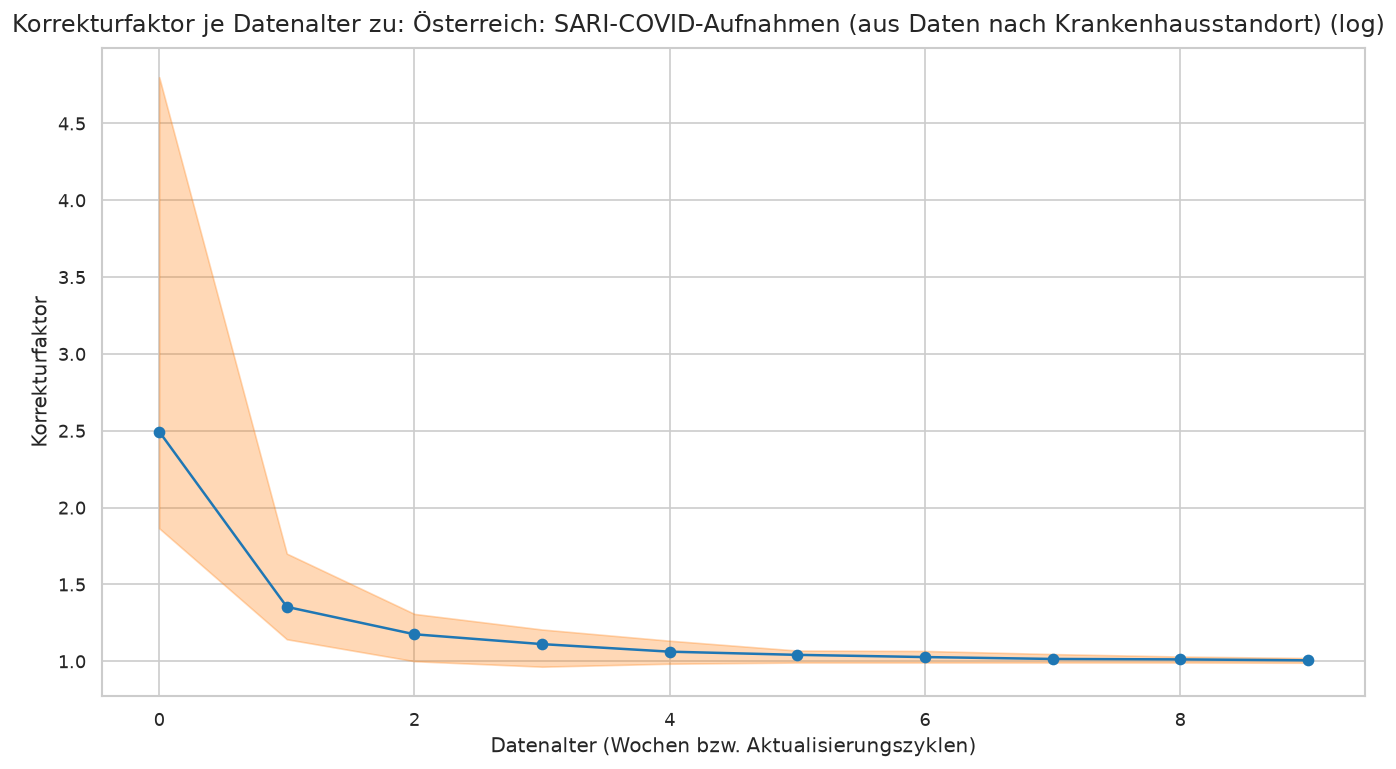 Korrekturfaktor je Datenalter zu: Österreich: SARI-COVID-Aufnahmen (aus Daten nach Krankenhausstandort) (log)
Korrekturfaktor
4.5
4.0
3.5
3.0
2.5
2.0
1.5
1.0
0 2 4 6 8
Datenalter (Wochen bzw. Aktualisierungszyklen)